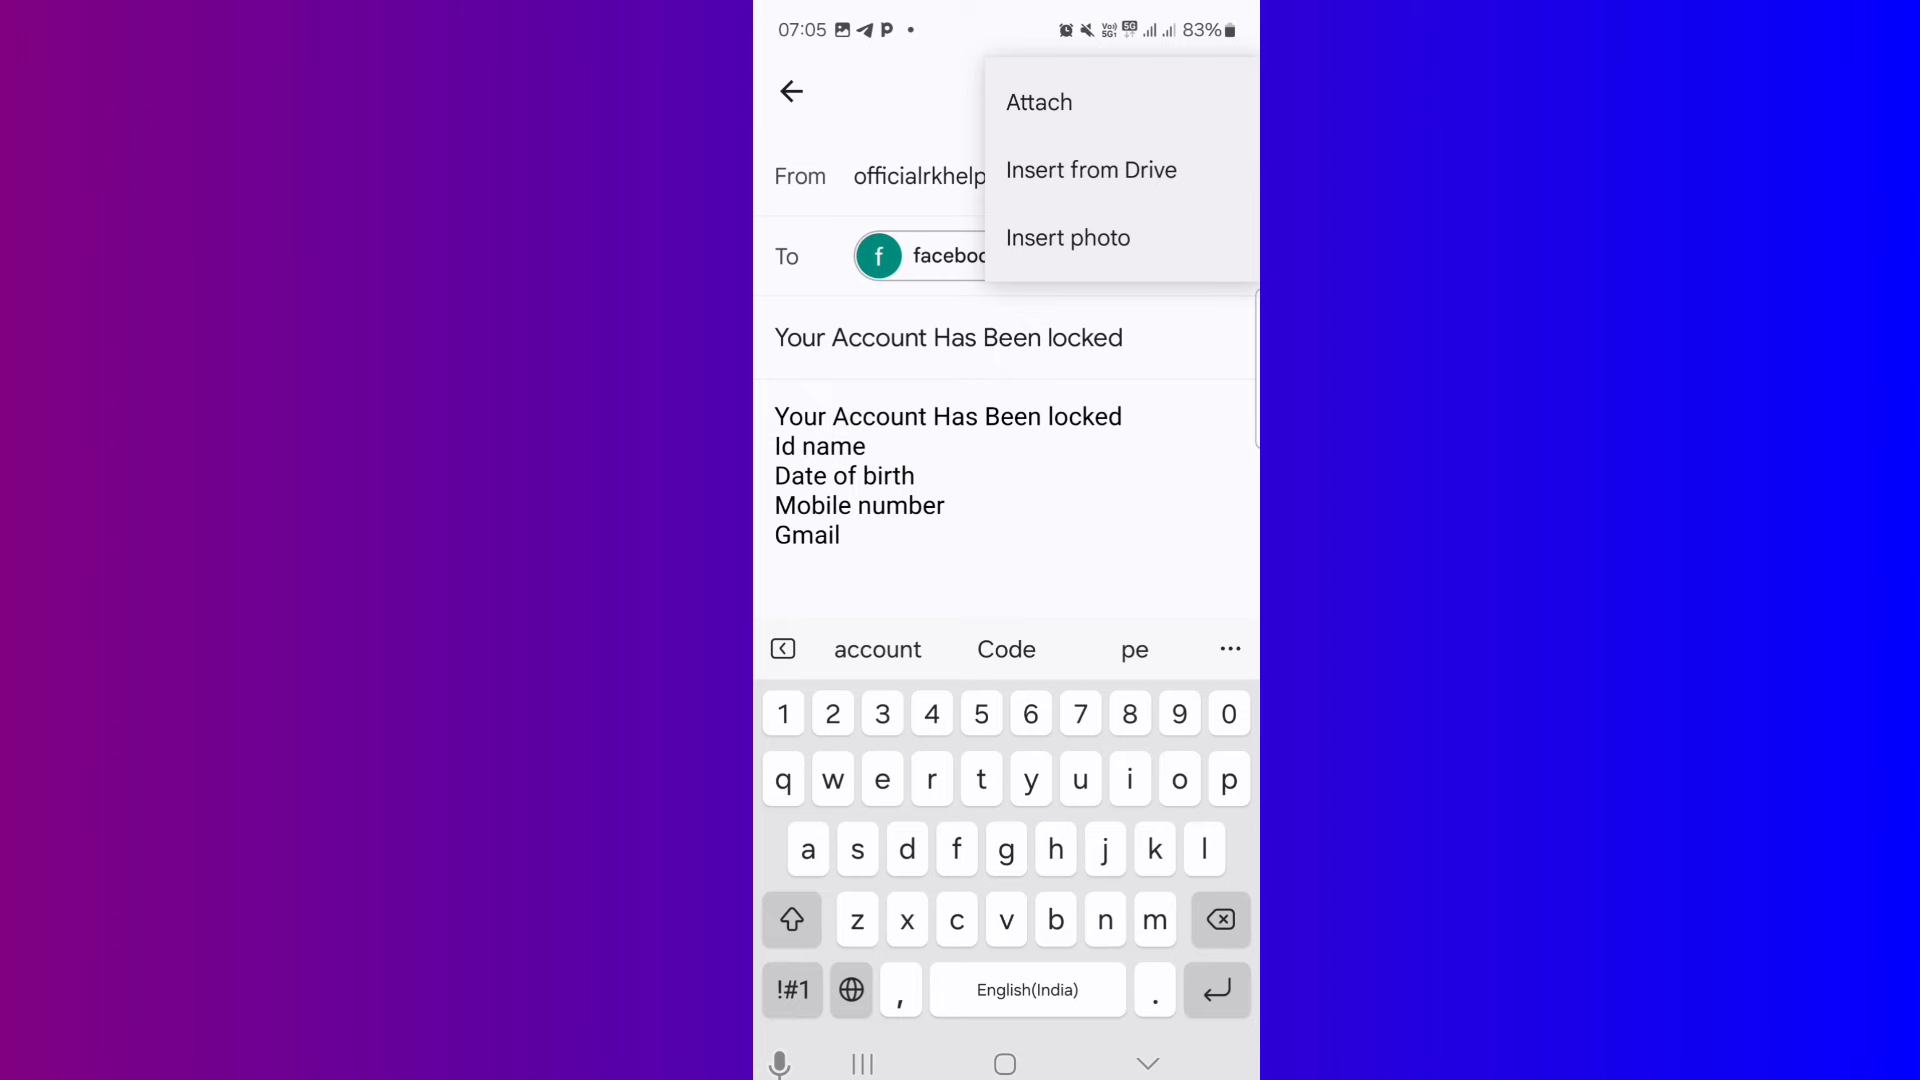 07:05 83%
Attach
From officialrkhelp
Insert from Drive
To f faceboo
Insert photo
Your Account Has Been locked
Your Account Has Been locked
Id name
Date of birth
Mobile number
Gmail
account Code pe ...
1 2 3 4 5 6 7 8 9 0
q w e r t y u i o p
a s d f g h j k l
z x c v b n m
!#1 , English(India) .